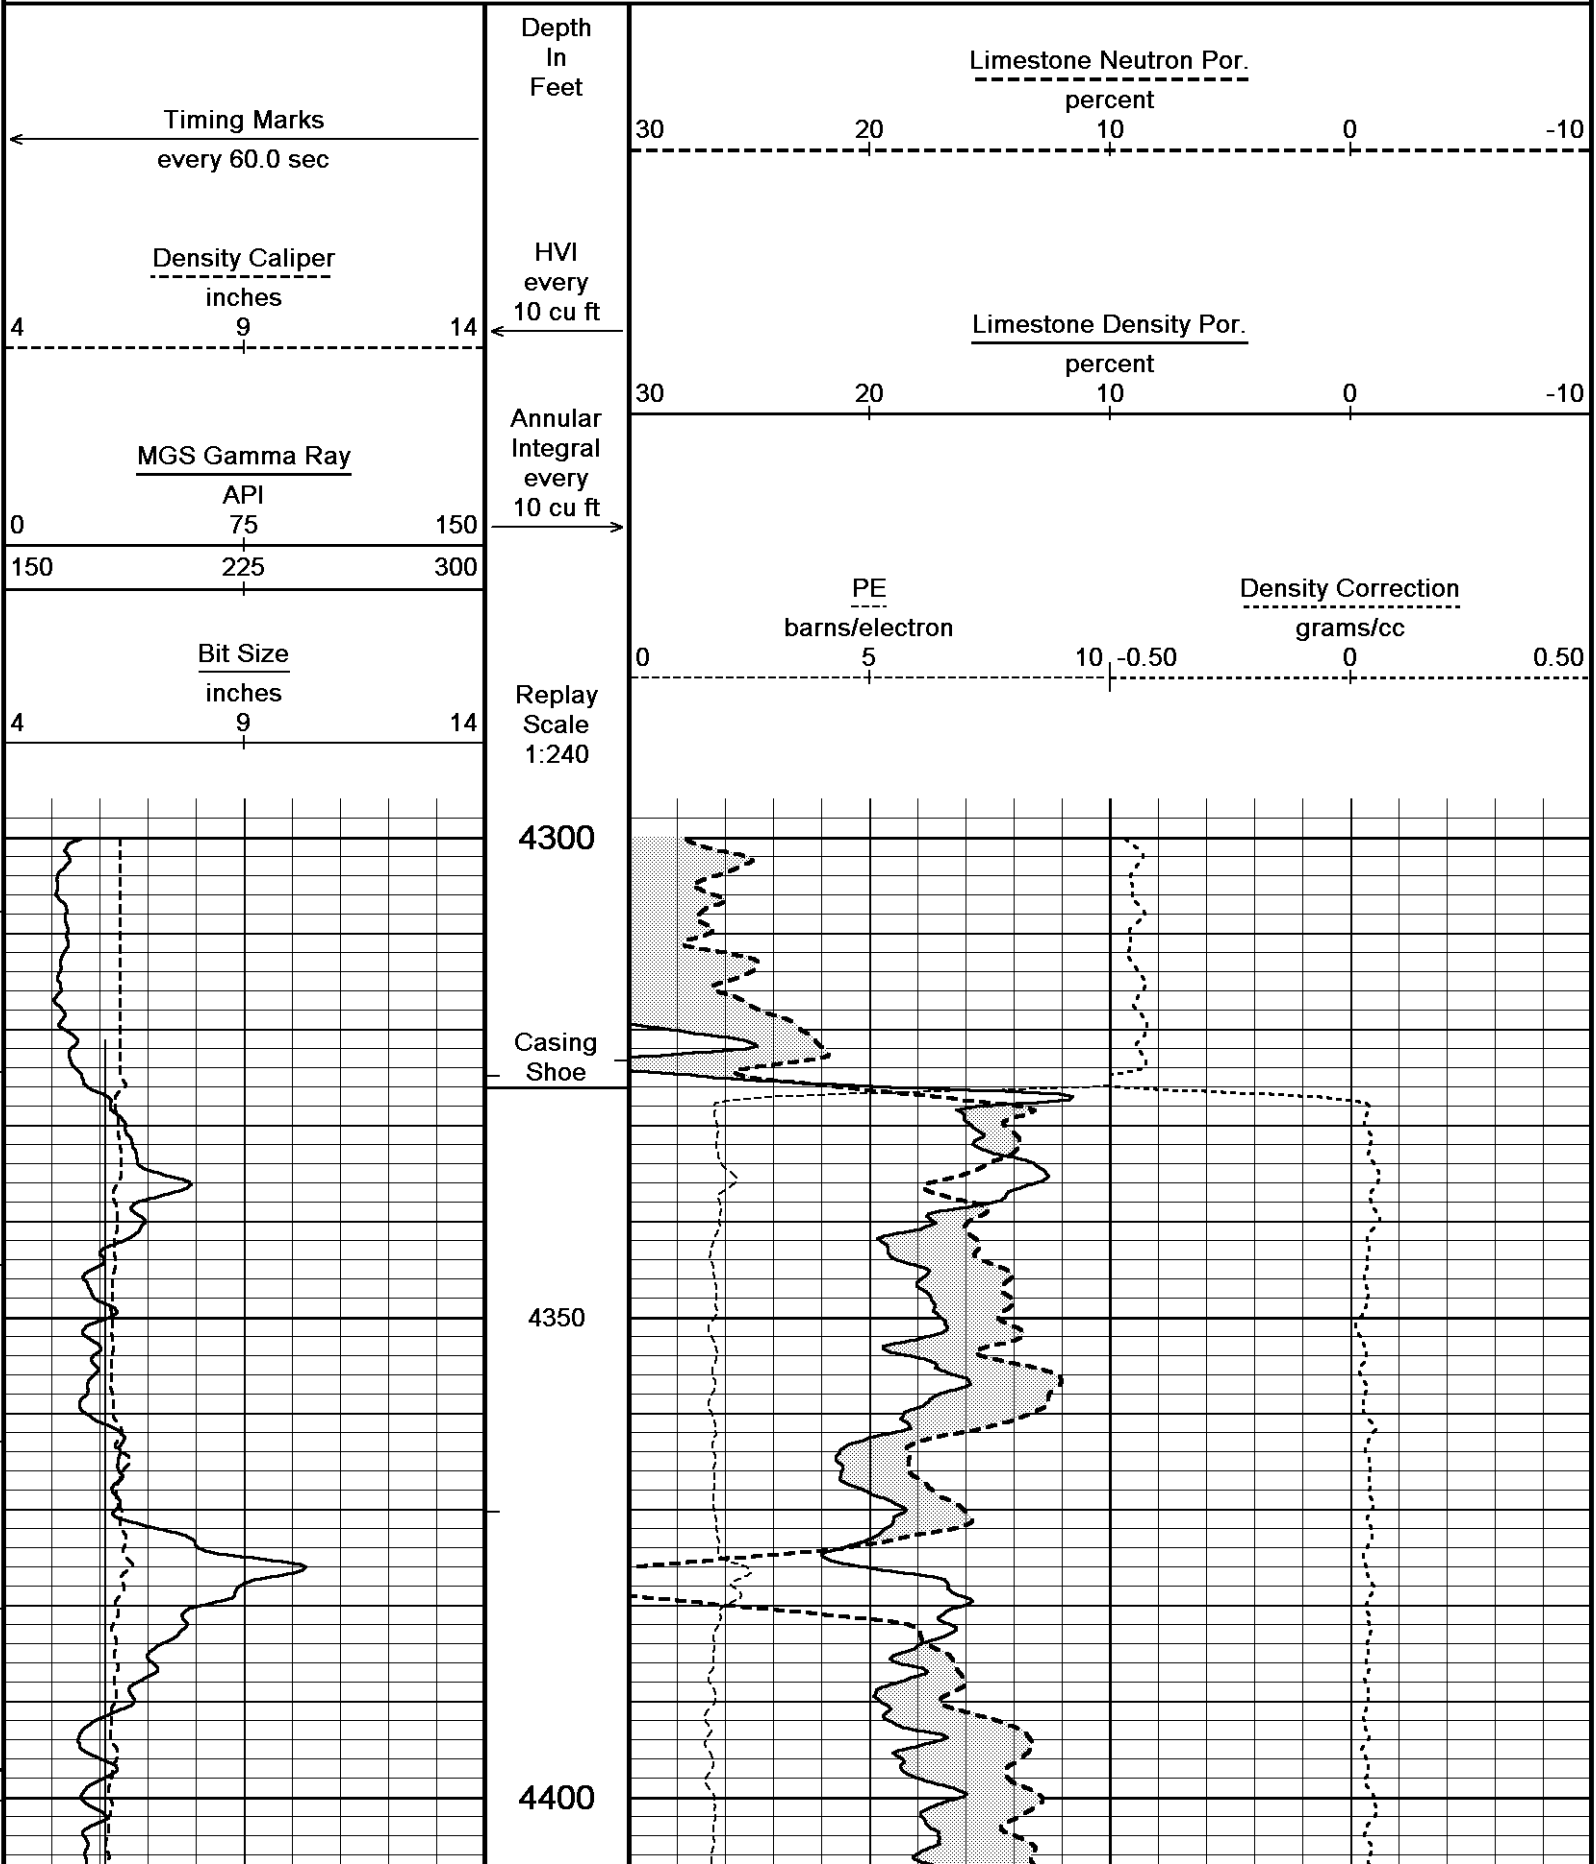 Timing Marks
every 60.0 sec
Density Caliper
inches
4 9 14
MGS Gamma Ray
API
0 75 150
150 225 300
Bit Size
inches
4 9 14
Depth
In
Feet
HVI
every
10 cu ft
Annular
Integral
every
10 cu ft
Replay
Scale
1:240
Limestone Neutron Por.
percent
30 20 10 0 -10
Limestone Density Por.
percent
30 20 10 0 -10
PE
barns/electron
0 5 10
Density Correction
grams/cc
-0.50 0 0.50
4300
Casing
Shoe
4350
4400